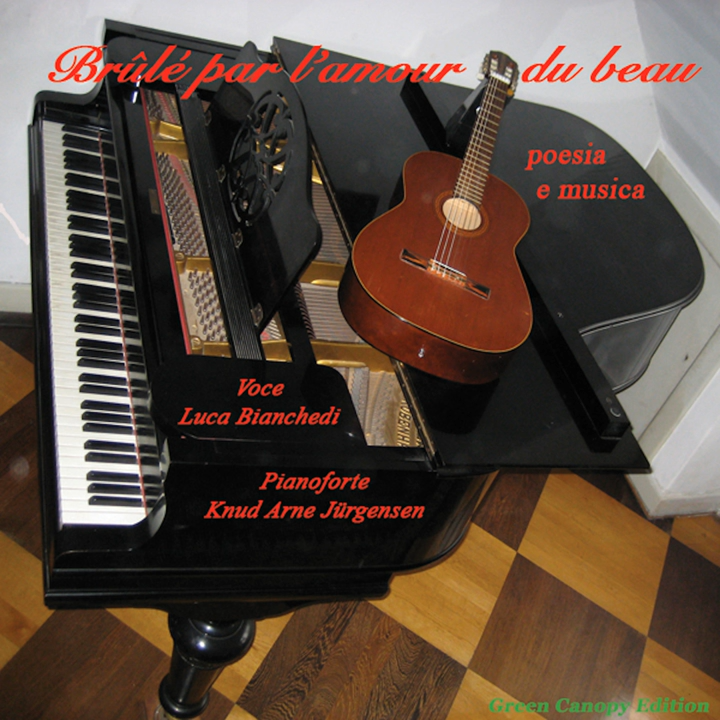 Brûlé par l'amour du beau
poesia
e musica
Voce
Luca Bianchedi
Pianoforte
Knud Arne Jürgensen
Green Canopy Edition